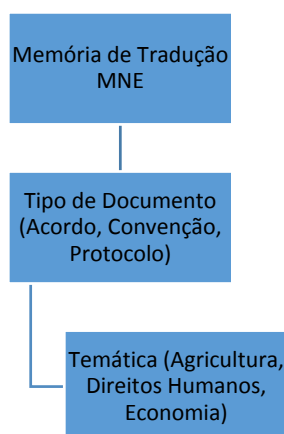 Memória de Tradução
MNE
Tipo de Documento
(Acordo, Convenção,
Protocolo)
Temática (Agricultura,
Direitos Humanos,
Economia)